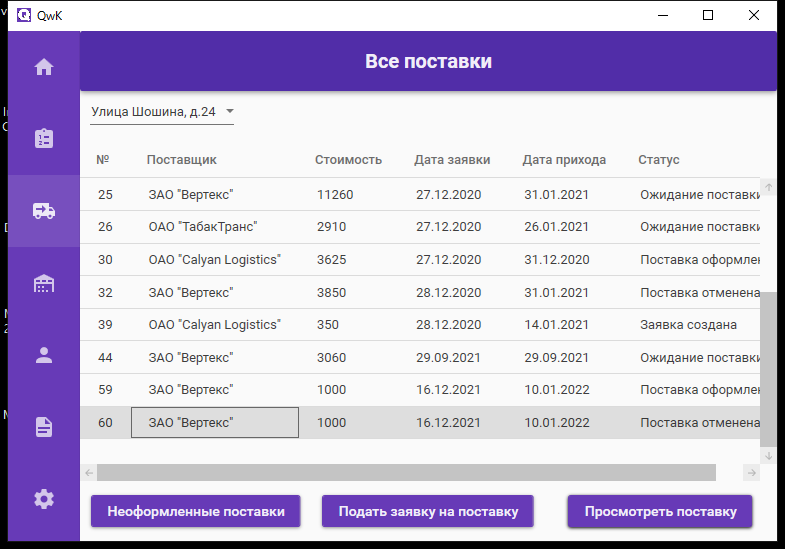 QwK
Все поставки
Улица Шошина, д.24
№ Поставщик Стоимость Дата заявки Дата прихода Статус
25 ЗАО "Вертекс" 11260 27.12.2020 31.01.2021 Ожидание поставки
26 ОАО "ТабакТранс" 2910 27.12.2020 26.01.2021 Ожидание поставки
30 ОАО "Calyan Logistics" 3625 27.12.2020 31.12.2020 Поставка оформлен
32 ЗАО "Вертекс" 3850 28.12.2020 31.01.2021 Поставка отменена
39 ОАО "Calyan Logistics" 350 28.12.2020 14.01.2021 Заявка создана
44 ЗАО "Вертекс" 3060 29.09.2021 29.09.2021 Ожидание поставки
59 ЗАО "Вертекс" 1000 16.12.2021 10.01.2022 Поставка оформлен
60 ЗАО "Вертекс" 1000 16.12.2021 10.01.2022 Поставка отменена
Неоформленные поставки Подать заявку на поставку Просмотреть поставку